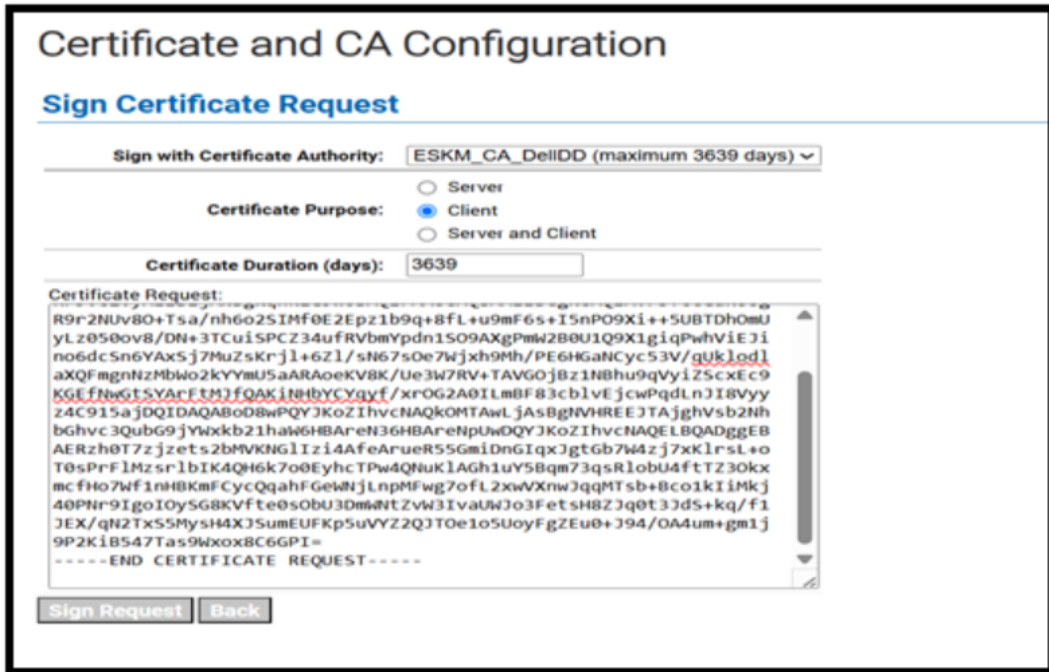 Certificate and CA Configuration
Sign Certificate Request
Sign with Certificate Authority: ESKM_CA_DellDD (maximum 3639 days)
Server
Certificate Purpose: Client
Server and Client
Certificate Duration (days): 3639
Certificate Request:
R9r2NUv8O+Tsa/nh6o2SIMf0E2Epz1b9q+8fL+u9mF6s+I5nPO9Xi++5UBTDhOmU
yLz050ov8/DN+3TCuiSPCZ34ufRVbmYpdn1SO9AXgPmW2B0U1Q9X1giqPwhViEJi
no6dcSn6YAxSj7MuZsKrjl+6Zl/sN67sOe7Wjxh9Mh/PE6HGaNCyc53V/qUklodl
aXQFmgnNzMbWo2kYYmU5aARAoeKV8K/Ue3W7RV+TAVGOjBz1NBhu9qVyiZScxEc9
KGEfNwGtSYArFtMJfQAKiNHbYCYqyf/xrOG2A0ILmBF83cblvEjcwPqdLnJI8Vyy
z4C915ajDQIDAQABoD8wPQYJKoZIhvcNAQkOMTAwLjAsBgNVHREEJTAjghVsb2Nh
bGhvc3QubG9jYWxkb21haW6HBAreN36HBAreNpUwDQYJKoZIhvcNAQELBQADggEB
AERzh0T7zjzets2bMVKNGlIzi4AfeArueR55GmiDnGIqxJgtGb7W4zj7xKlrsL+o
T0sPrFlMzsrlbIK4QH6k7o0EyhcTPw4QNuKlAGh1uY5Bqm73qsRlobU4ftTZ3Okx
mcfHo7Wf1nHBKmFCycQqahFGeWNjLnpMFwg7ofL2xwVXnwJqqMTsb+Bco1kIiMkj
40PNr9IgoIOySG8KVfte0sObU3DmWNtZvW3IvaUWJo3FetsH8ZJq0t3JdS+kq/f1
JEX/qN2TxS5MysH4XJSumEUFKp5uVYZ2QJTOe1o5UoyFgZEu0+J94/OA4um+gm1j
9P2KiB547Tas9Wxox8C6GPI=
-----END CERTIFICATE REQUEST-----
Sign Request Back